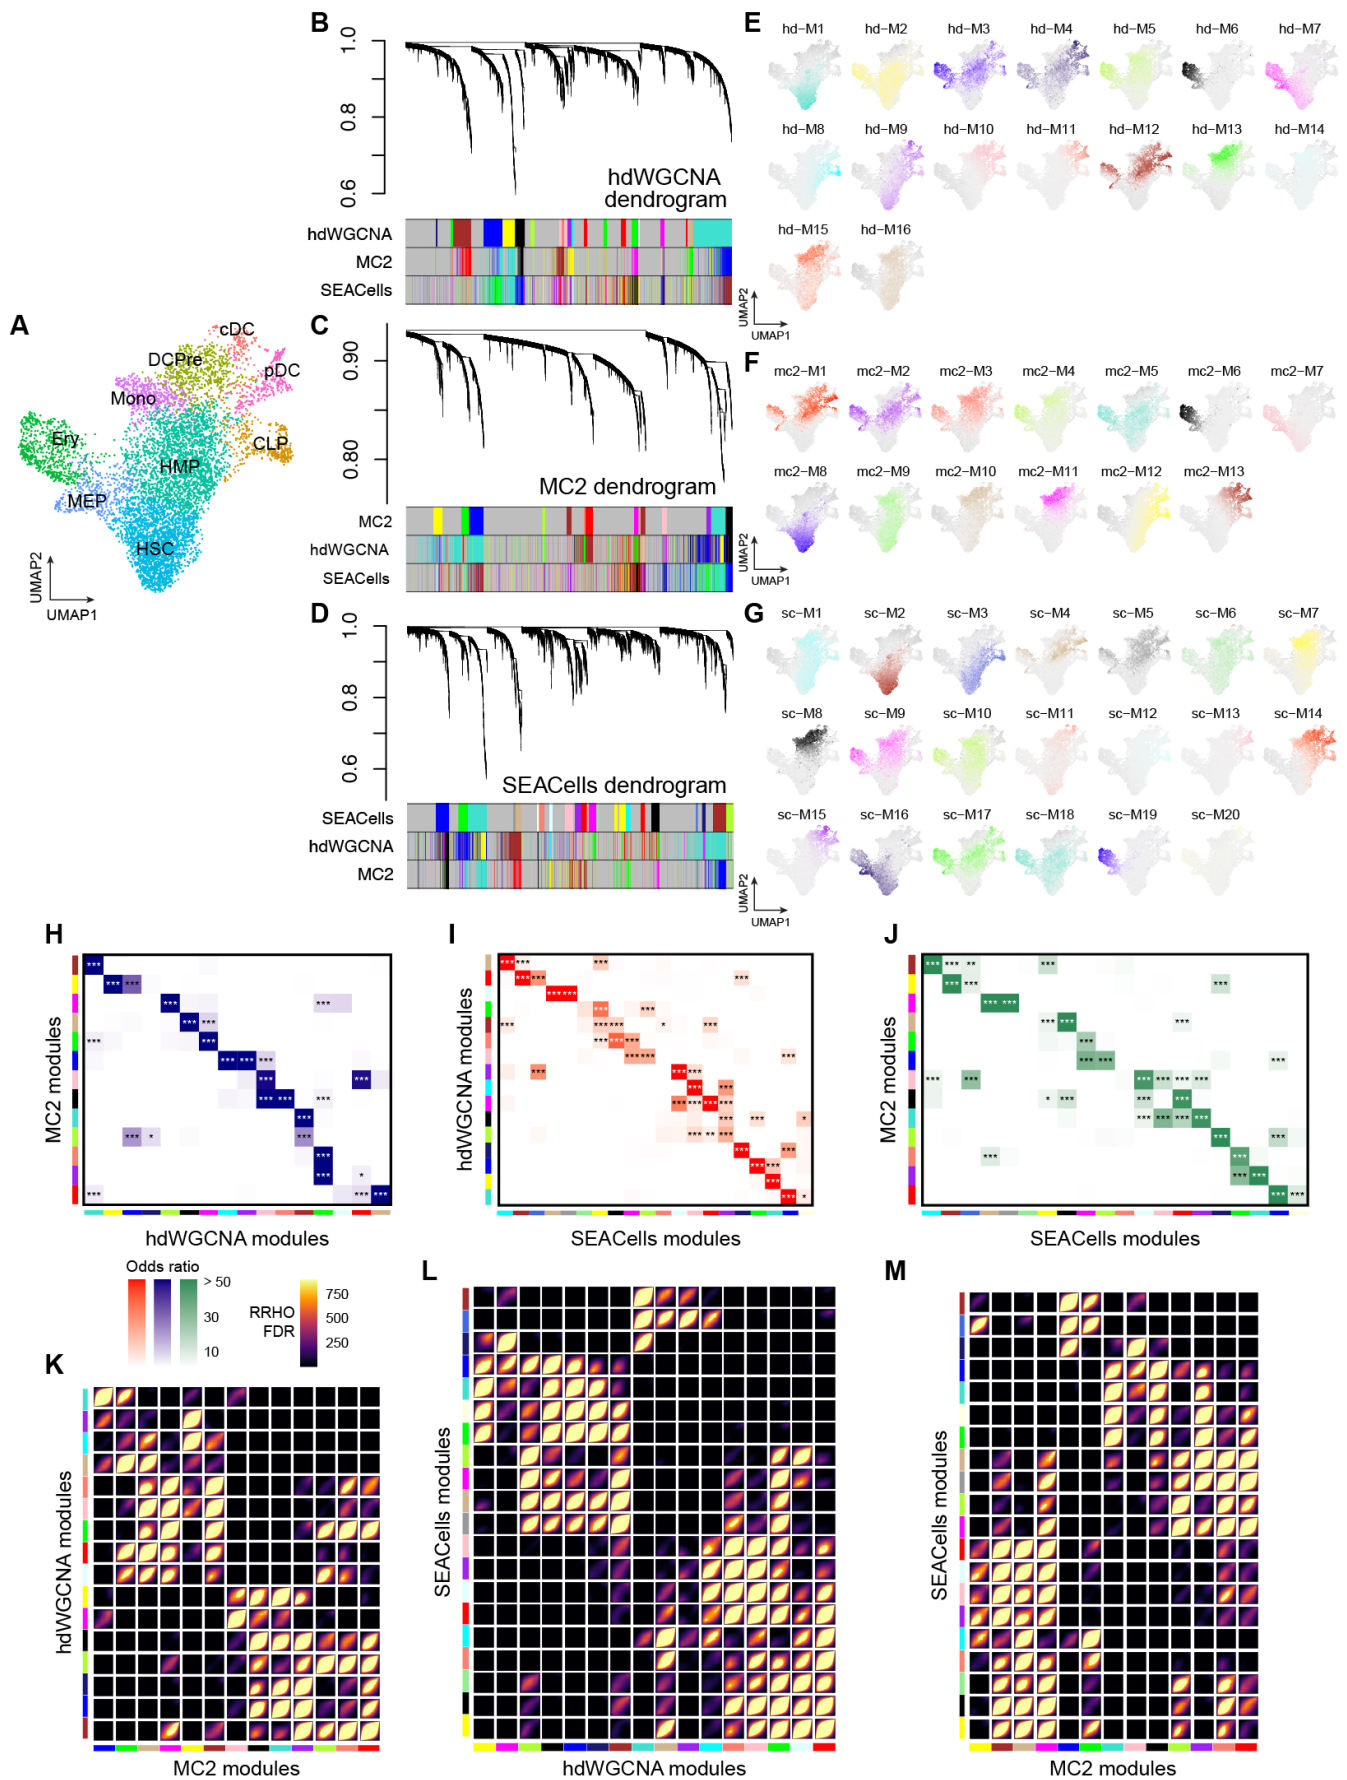 A
cDC
DCPre
pDC
Mono
Ery
CLP
HMP
MEP
HSC
UMAP2
UMAP1
B
1.0
0.8
0.6
hdWGCNA
dendrogram
hdWGCNA
MC2
SEACells
C
0.90
0.80
MC2 dendrogram
MC2
hdWGCNA
SEACells
D
1.0
0.8
0.6
SEACells dendrogram
SEACells
hdWGCNA
MC2
E
hd−M1 hd−M2 hd−M3 hd−M4 hd−M5 hd−M6 hd−M7
hd−M8 hd−M9 hd−M10 hd−M11 hd−M12 hd−M13 hd−M14
hd−M15 hd−M16
UMAP2
UMAP1
F
mc2−M1 mc2−M2 mc2−M3 mc2−M4 mc2−M5 mc2−M6 mc2−M7
mc2−M8 mc2−M9 mc2−M10 mc2−M11 mc2−M12 mc2−M13
UMAP2
UMAP1
G
sc−M1 sc−M2 sc−M3 sc−M4 sc−M5 sc−M6 sc−M7
sc−M8 sc−M9 sc−M10 sc−M11 sc−M12 sc−M13 sc−M14
sc−M15 sc−M16 sc−M17 sc−M18 sc−M19 sc−M20
UMAP2
UMAP1
H
MC2 modules
hdWGCNA modules
I
hdWGCNA modules
SEACells modules
J
MC2 modules
SEACells modules
Odds ratio
> 50
30
10
RRHO
FDR
750
500
250
K
hdWGCNA modules
MC2 modules
L
SEACells modules
hdWGCNA modules
M
SEACells modules
MC2 modules